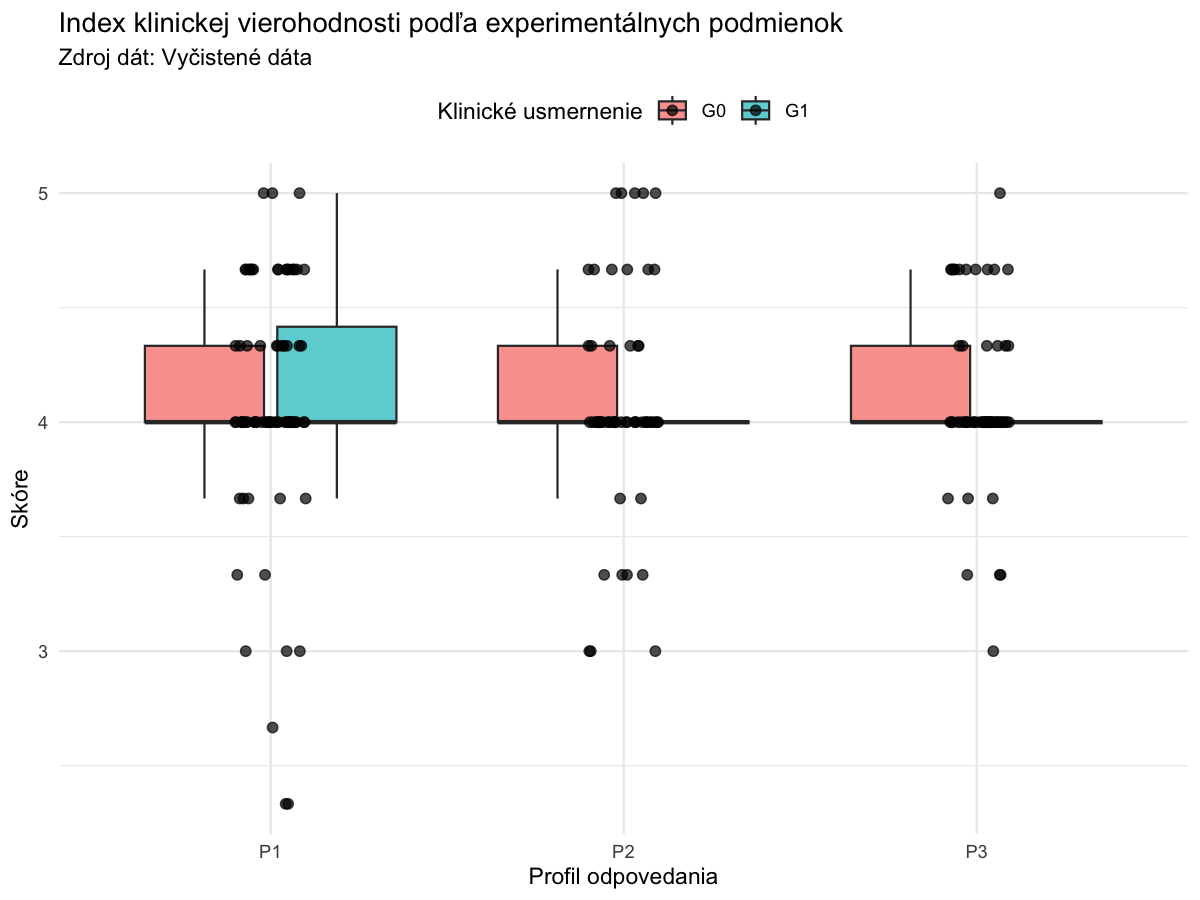 Index klinickej vierohodnosti podľa experimentálnych podmienok
Zdroj dát: Vyčistené dáta
Klinické usmernenie G0 G1
5
4
3
Skóre
P1 P2 P3
Profil odpovedania